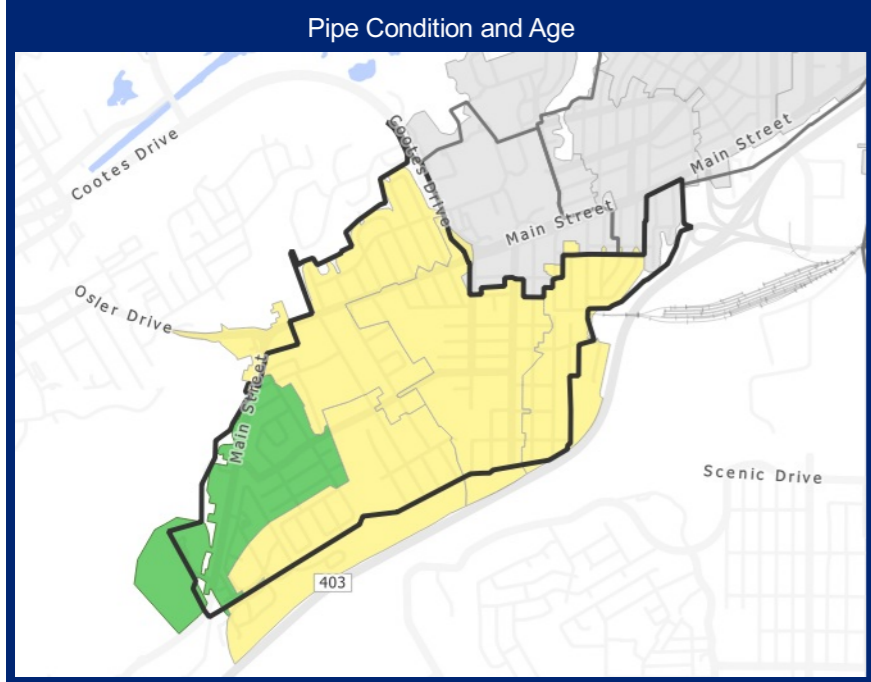 Pipe Condition and Age
Cootes Drive
Cootes Drive
Main Street
Main Street
Osler Drive
Main Street
Scenic Drive
403